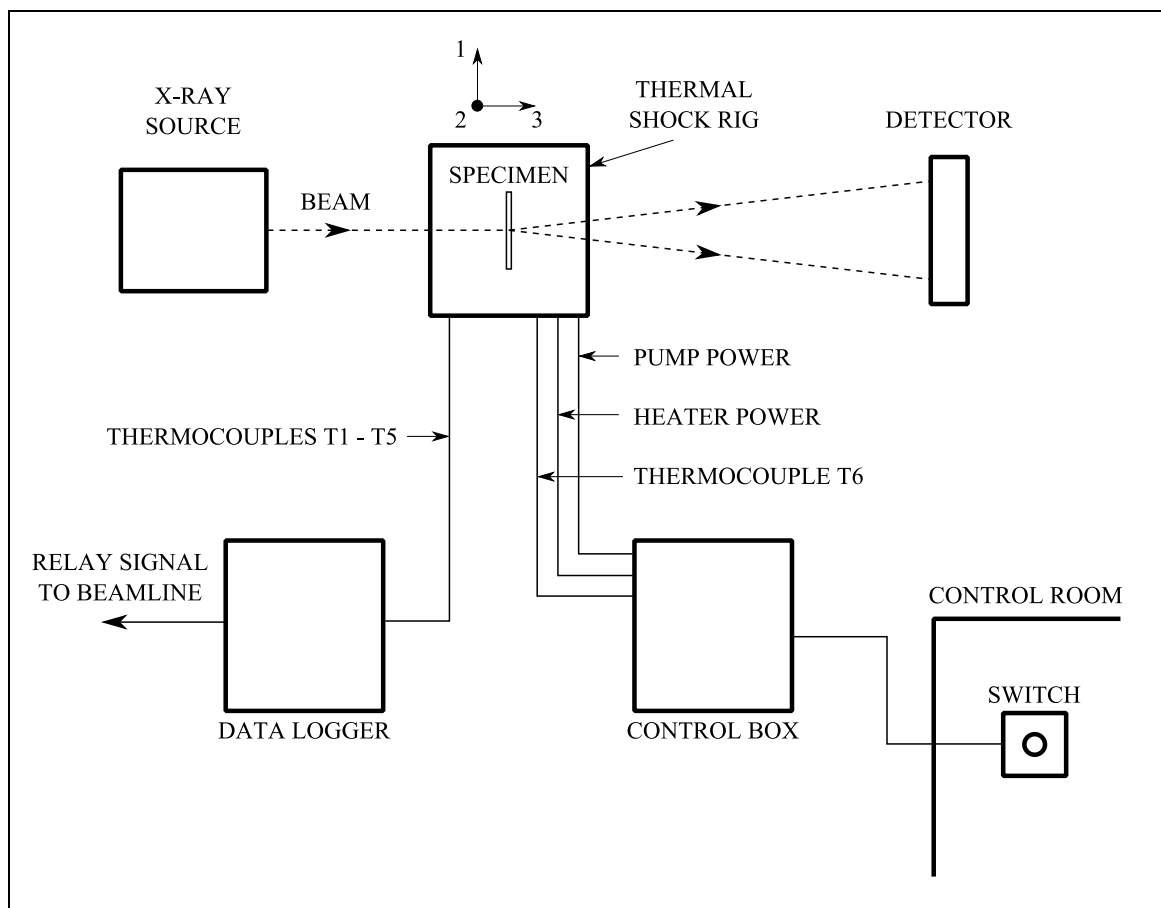 1
2
3
X-RAY
SOURCE
THERMAL
SHOCK RIG
DETECTOR
SPECIMEN
BEAM
PUMP POWER
HEATER POWER
THERMOCOUPLES T1 - T5
THERMOCOUPLE T6
RELAY SIGNAL
TO BEAMLINE
CONTROL ROOM
SWITCH
DATA LOGGER
CONTROL BOX